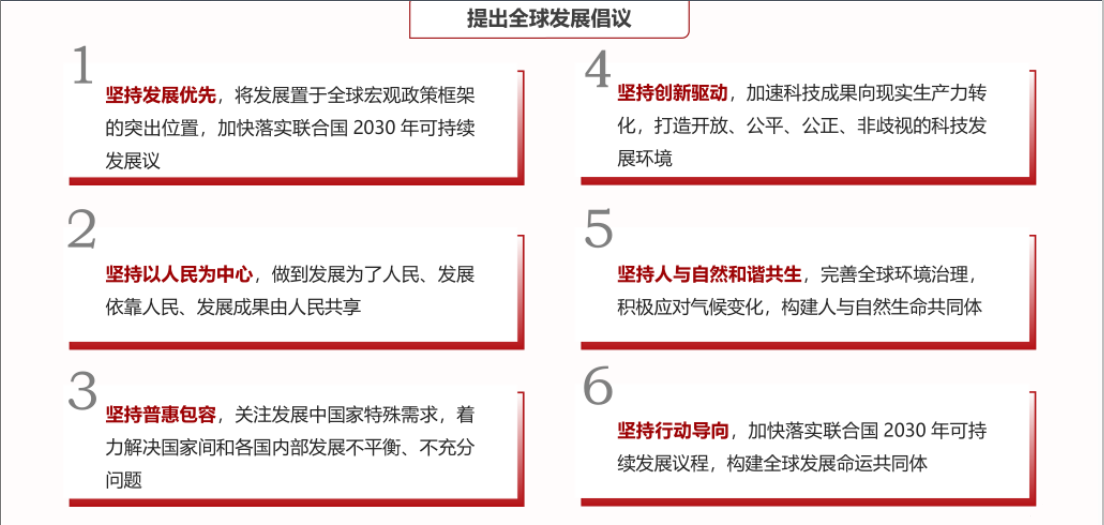 提出全球发展倡议
1
坚持发展优先，将发展置于全球宏观政策框架
的突出位置，加快落实联合国 2030 年可持续
发展议
2
坚持以人民为中心，做到发展为了人民、发展
依靠人民、发展成果由人民共享
3
坚持普惠包容，关注发展中国家特殊需求，着
力解决国家间和各国内部发展不平衡、不充分
问题
4
坚持创新驱动，加速科技成果向现实生产力转
化，打造开放、公平、公正、非歧视的科技发
展环境
5
坚持人与自然和谐共生，完善全球环境治理，
积极应对气候变化，构建人与自然生命共同体
6
坚持行动导向，加快落实联合国 2030 年可持
续发展议程，构建全球发展命运共同体